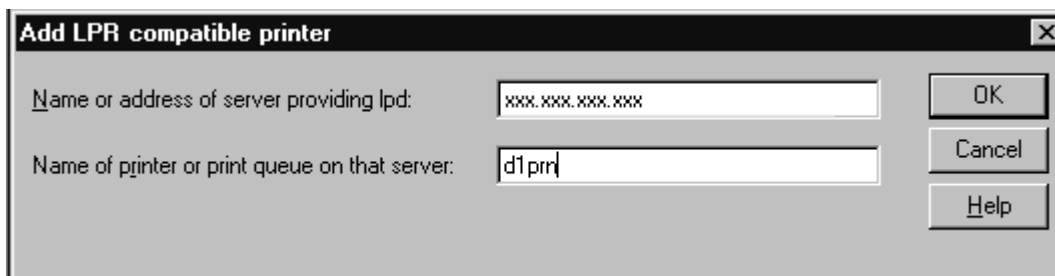 Add LPR compatible printer
Name or address of server providing lpd: xxx.xxx.xxx.xxx OK
Name of printer or print queue on that server: d1prn Cancel
Help